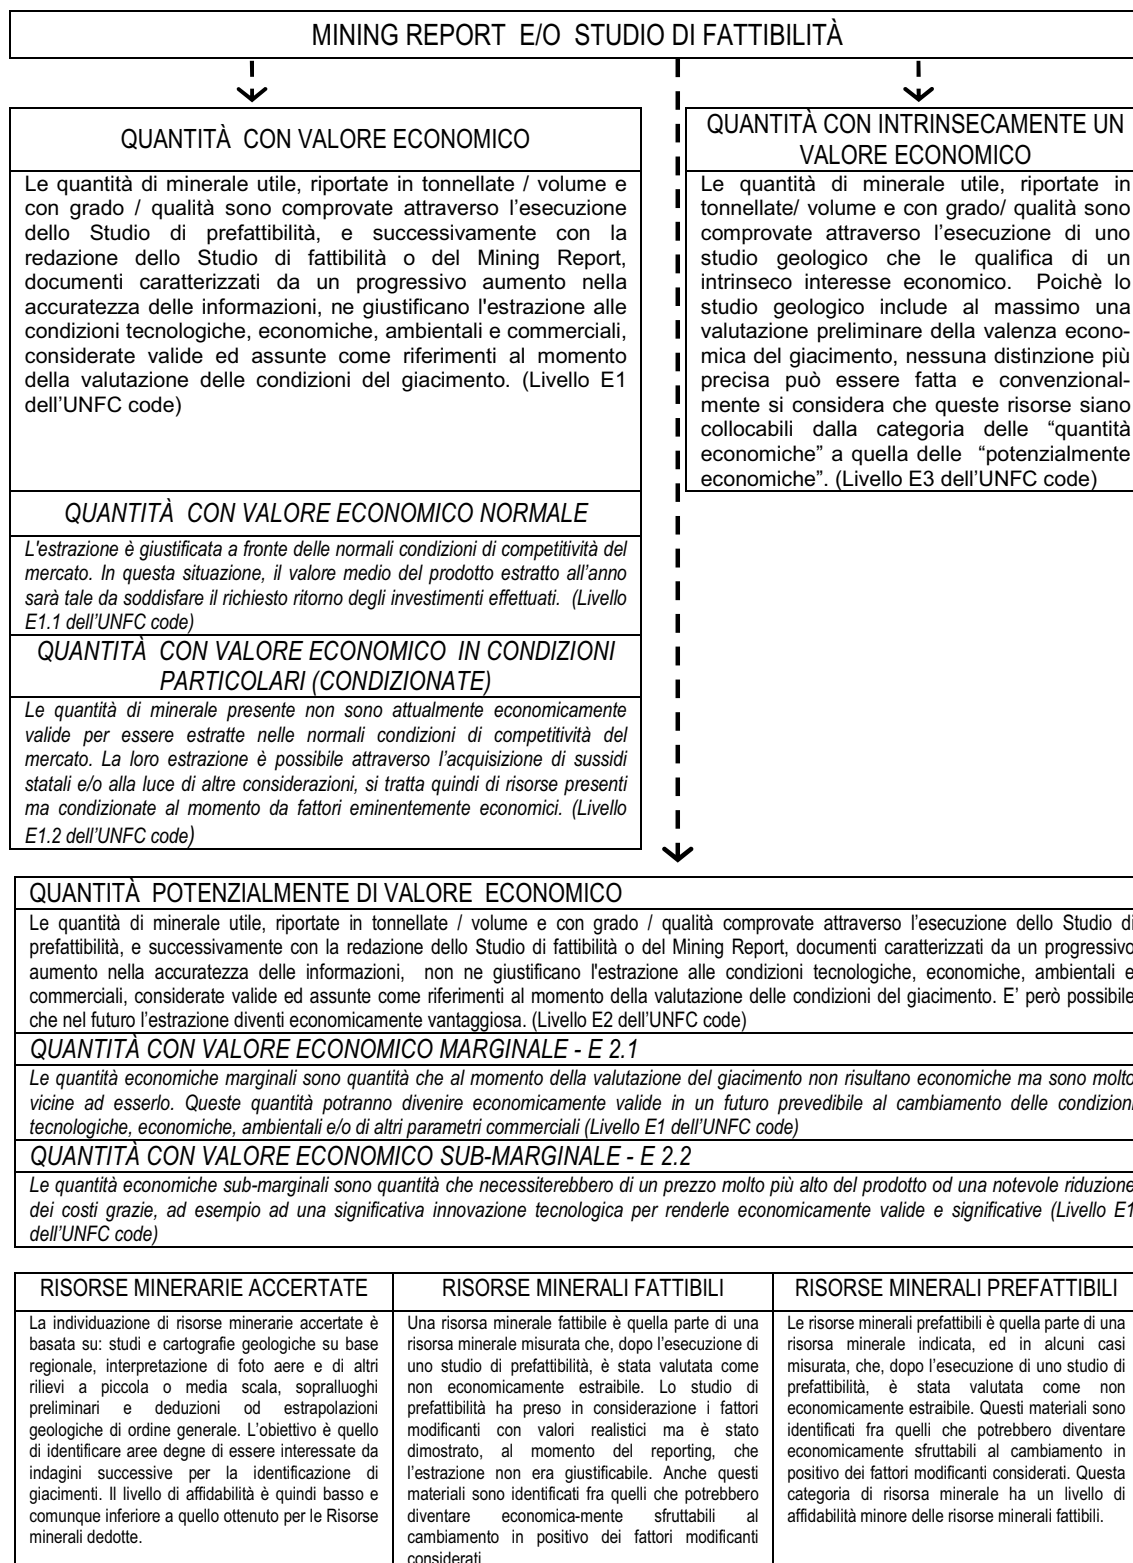 MINING REPORT E/O STUDIO DI FATTIBILITÀ
QUANTITÀ CON VALORE ECONOMICO
Le quantità di minerale utile, riportate in tonnellate / volume e
con grado / qualità sono comprovate attraverso l'esecuzione
dello Studio di prefattibilità, e successivamente con la
redazione dello Studio di fattibilità o del Mining Report,
documenti caratterizzati da un progressivo aumento nella
accuratezza delle informazioni, ne giustificano l'estrazione alle
condizioni tecnologiche, economiche, ambientali e commerciali,
considerate valide ed assunte come riferimenti al momento
della valutazione delle condizioni del giacimento. (Livello E1
dell'UNFC code)
QUANTITÀ CON VALORE ECONOMICO NORMALE
L'estrazione è giustificata a fronte delle normali condizioni di competitività del
mercato. In questa situazione, il valore medio del prodotto estratto all'anno
sarà tale da soddisfare il richiesto ritorno degli investimenti effettuati. (Livello
E1.1 dell'UNFC code)
QUANTITÀ CON VALORE ECONOMICO IN CONDIZIONI
PARTICOLARI (CONDIZIONATE)
Le quantità di minerale presente non sono attualmente economicamente
valide per essere estratte nelle normali condizioni di competitività del
mercato. La loro estrazione è possibile attraverso l'acquisizione di sussidi
statali e/o alla luce di altre considerazioni, si tratta quindi di risorse presenti
ma condizionate al momento da fattori eminentemente economici. (Livello
E1.2 dell'UNFC code)
QUANTITÀ CON INTRINSECAMENTE UN
VALORE ECONOMICO
Le quantità di minerale utile, riportate in
tonnellate/ volume e con grado/ qualità sono
comprovate attraverso l'esecuzione di uno
studio geologico che le qualifica di un
intrinseco interesse economico. Poichè lo
studio geologico include al massimo una
valutazione preliminare della valenza econo-
mica del giacimento, nessuna distinzione più
precisa può essere fatta e convenzional-
mente si considera che queste risorse siano
collocabili dalla categoria delle “quantità
economiche” a quella delle “potenzialmente
economiche”. (Livello E3 dell'UNFC code)
QUANTITÀ POTENZIALMENTE DI VALORE ECONOMICO
Le quantità di minerale utile, riportate in tonnellate / volume e con grado / qualità comprovate attraverso l'esecuzione dello Studio di
prefattibilità, e successivamente con la redazione dello Studio di fattibilità o del Mining Report, documenti caratterizzati da un progressivo
aumento nella accuratezza delle informazioni, non ne giustificano l'estrazione alle condizioni tecnologiche, economiche, ambientali e
commerciali, considerate valide ed assunte come riferimenti al momento della valutazione delle condizioni del giacimento. E' però possibile
che nel futuro l'estrazione diventi economicamente vantaggiosa. (Livello E2 dell'UNFC code)
QUANTITÀ CON VALORE ECONOMICO MARGINALE - E 2.1
Le quantità economiche marginali sono quantità che al momento della valutazione del giacimento non risultano economiche ma sono molto
vicine ad esserlo. Queste quantità potranno divenire economicamente valide in un futuro prevedibile al cambiamento delle condizioni
tecnologiche, economiche, ambientali e/o di altri parametri commerciali (Livello E1 dell'UNFC code)
QUANTITÀ CON VALORE ECONOMICO SUB-MARGINALE - E 2.2
Le quantità economiche sub-marginali sono quantità che necessiterebbero di un prezzo molto più alto del prodotto od una notevole riduzione
dei costi grazie, ad esempio ad una significativa innovazione tecnologica per renderle economicamente valide e significative (Livello E1
dell'UNFC code)
RISORSE MINERARIE ACCERTATE
La individuazione di risorse minerarie accertate è
basata su: studi e cartografie geologiche su base
regionale, interpretazione di foto aere e di altri
rilievi a piccola o media scala, sopralluoghi
preliminari e deduzioni od estrapolazioni
geologiche di ordine generale. L'obiettivo è quello
di identificare aree degne di essere interessate da
indagini successive per la identificazione di
giacimenti. Il livello di affidabilità è quindi basso e
comunque inferiore a quello ottenuto per le Risorse
minerali dedotte.
RISORSE MINERALI FATTIBILI
Una risorsa minerale fattibile è quella parte di una
risorsa minerale misurata che, dopo l'esecuzione di
uno studio di prefattibilità, è stata valutata come
non economicamente estraibile. Lo studio di
prefattibilità ha preso in considerazione i fattori
modificanti con valori realistici ma è stato
dimostrato, al momento del reporting, che
l'estrazione non era giustificabile. Anche questi
materiali sono identificati fra quelli che potrebbero
diventare economica-mente sfruttabili al
cambiamento in positivo dei fattori modificanti
considerati
RISORSE MINERALI PREFATTIBILI
Le risorse minerali prefattibili è quella parte di una
risorsa minerale indicata, ed in alcuni casi
misurata, che, dopo l'esecuzione di uno studio di
prefattibilità, è stata valutata come non
economicamente estraibile. Questi materiali sono
identificati fra quelli che potrebbero diventare
economicamente sfruttabili al cambiamento in
positivo dei fattori modificanti considerati. Questa
categoria di risorsa minerale ha un livello di
affidabilità minore delle risorse minerali fattibili.